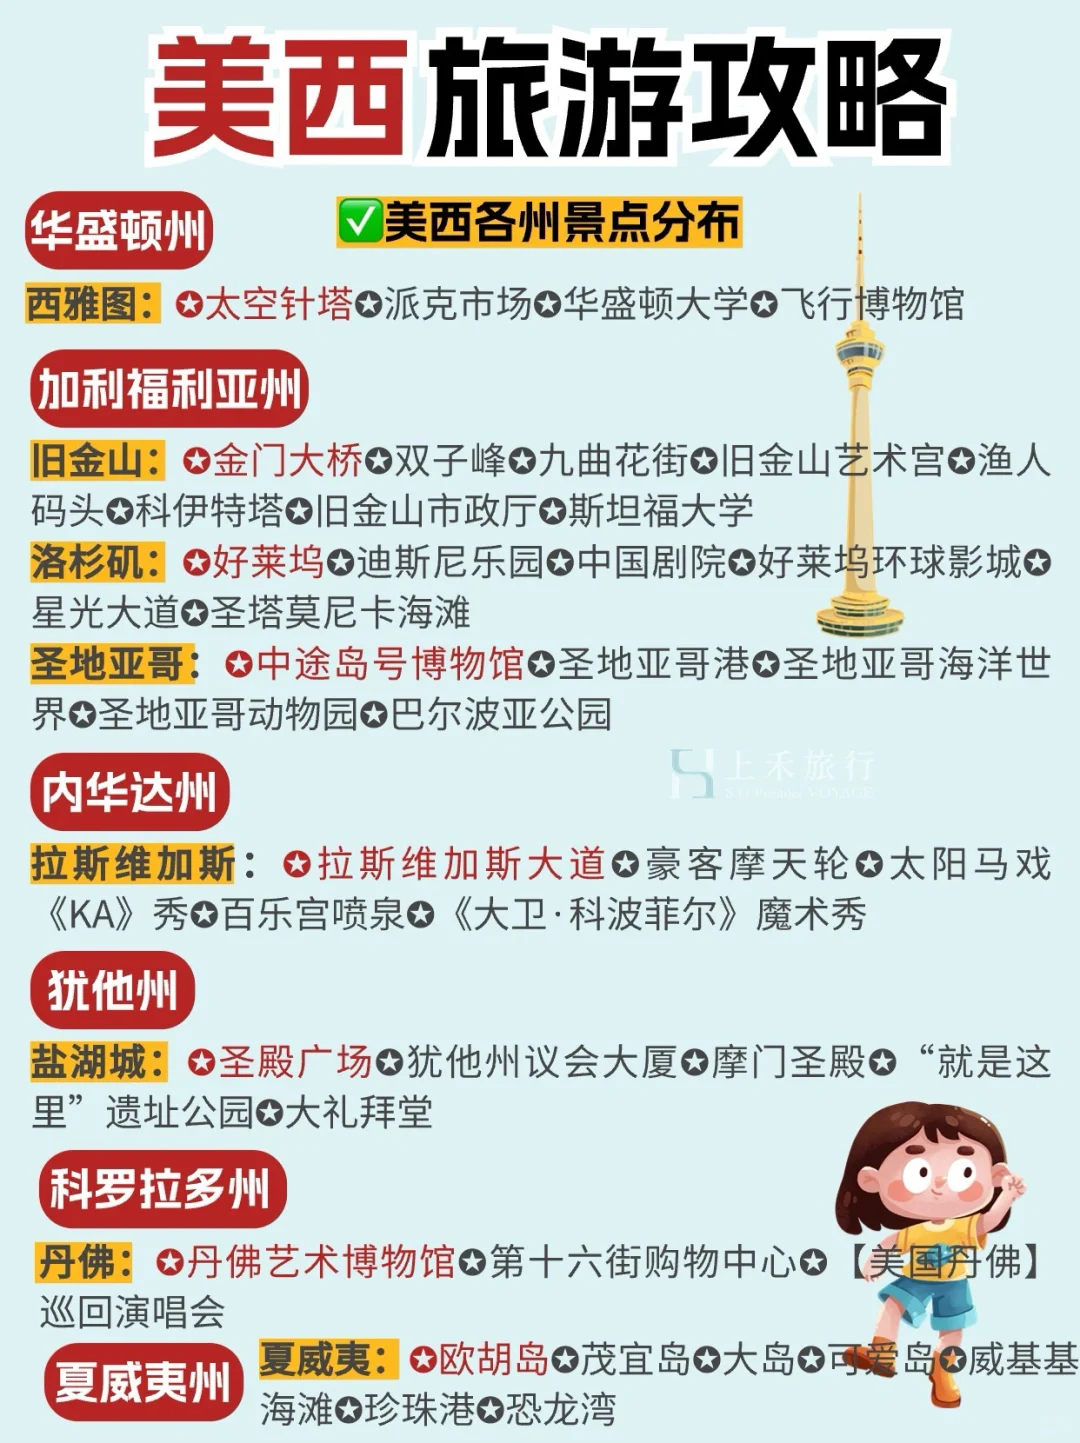 美西旅游攻略
华盛顿州
✅美西各州景点分布
西雅图：✪太空针塔✪派克市场✪华盛顿大学✪飞行博物馆
加利福利亚州
旧金山：✪金门大桥✪双子峰✪九曲花街✪旧金山艺术宫✪渔人
码头✪科伊特塔✪旧金山市政厅✪斯坦福大学
洛杉矶：✪好莱坞✪迪斯尼乐园✪中国剧院✪好莱坞环球影城✪
星光大道✪圣塔莫尼卡海滩
圣地亚哥：✪中途岛号博物馆✪圣地亚哥港✪圣地亚哥海洋世
界✪圣地亚哥动物园✪巴尔波亚公园
上禾旅行
VOYAGE
内华达州
拉斯维加斯：✪拉斯维加斯大道✪豪客摩天轮✪太阳马戏
《KA》秀✪百乐宫喷泉✪《大卫·科波菲尔》魔术秀
犹他州
盐湖城：✪圣殿广场✪犹他州议会大厦✪摩门圣殿✪“就是这
里”遗址公园✪大礼拜堂
科罗拉多州
丹佛：✪丹佛艺术博物馆✪第十六街购物中心✪【美国丹佛】
巡回演唱会
夏威夷州
夏威夷：✪欧胡岛✪茂宜岛✪大岛✪可爱岛✪威基基
海滩✪珍珠港✪恐龙湾